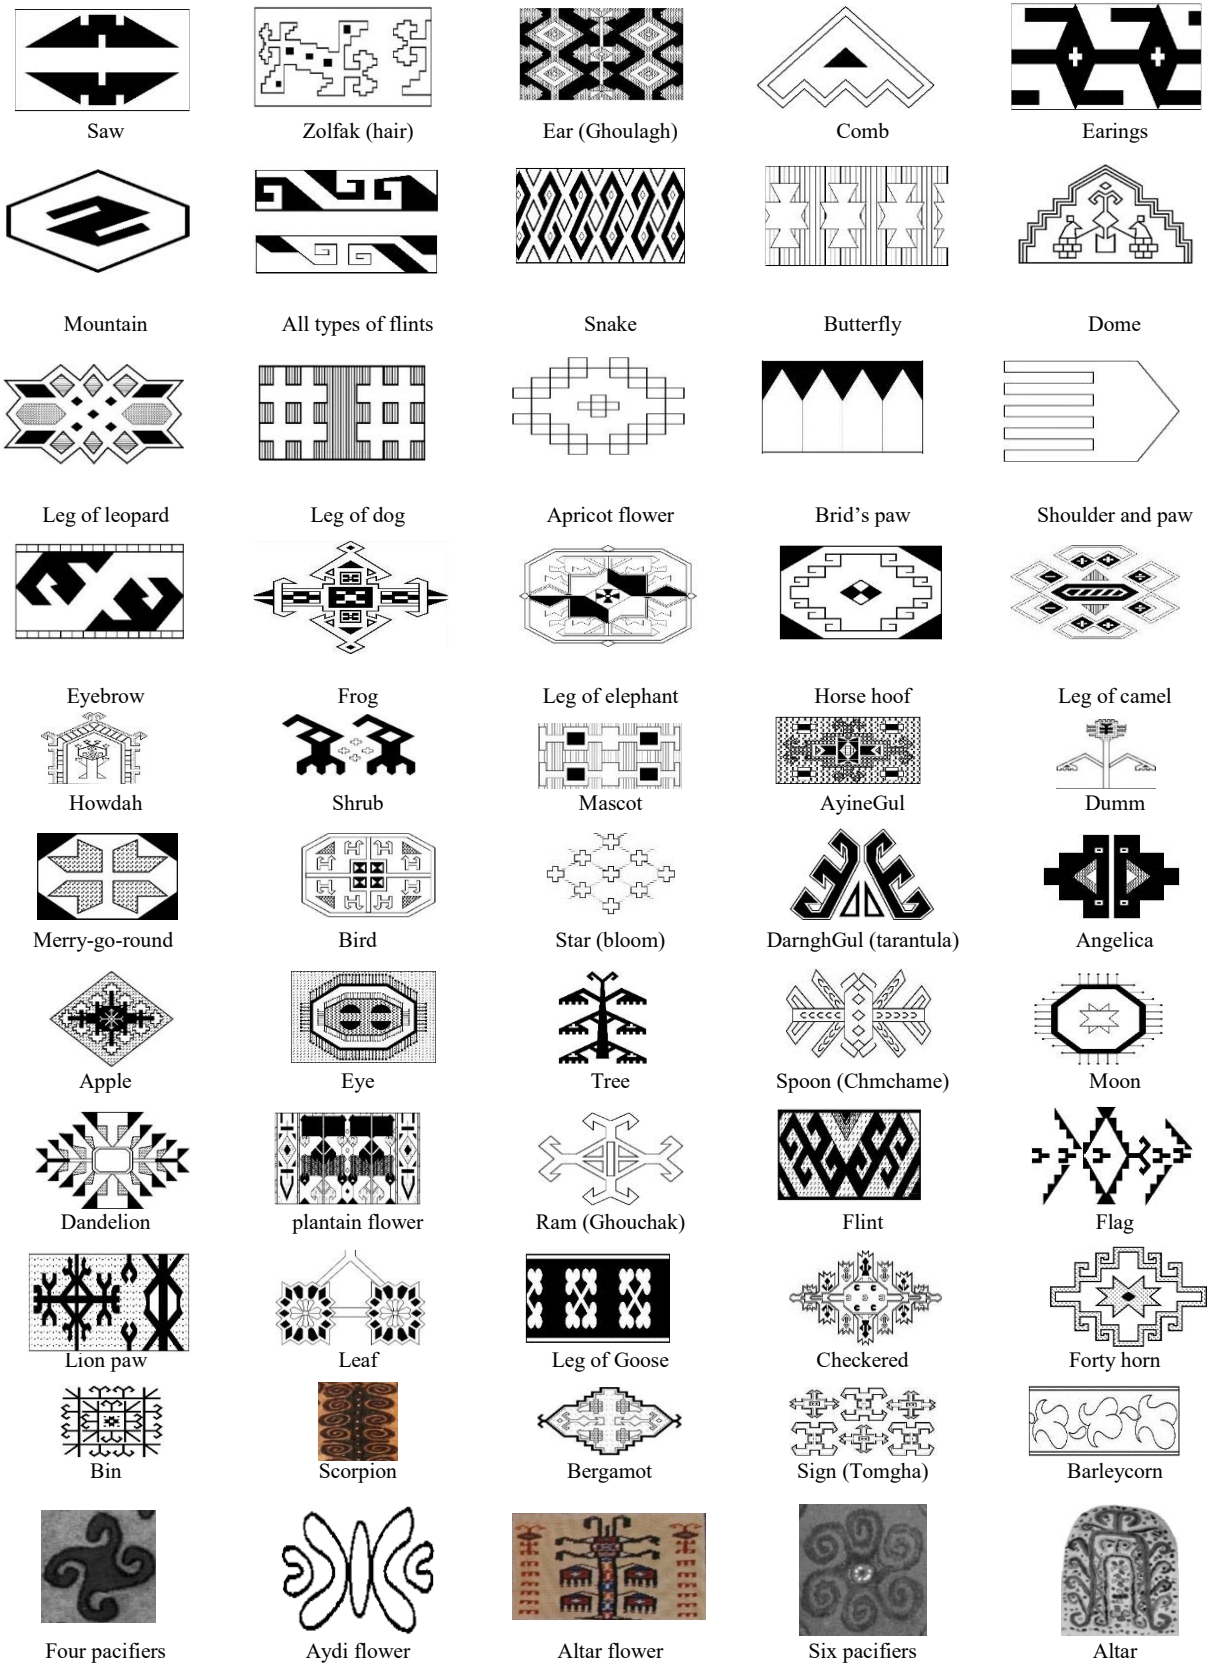 Saw Zolfak (hair) Ear (Ghoulagh) Comb Earings
Mountain All types of flints Snake Butterfly Dome
Leg of leopard Leg of dog Apricot flower Brid’s paw Shoulder and paw
Eyebrow Frog Leg of elephant Horse hoof Leg of camel
Howdah Shrub Mascot AyineGul Dumm
Merry-go-round Bird Star (bloom) DarnghGul (tarantula) Angelica
Apple Eye Tree Spoon (Chmchame) Moon
Dandelion plantain flower Ram (Ghouchak) Flint Flag
Lion paw Leaf Leg of Goose Checkered Forty horn
Bin Scorpion Bergamot Sign (Tomgha) Barleycorn
Four pacifiers Aydi flower Altar flower Six pacifiers Altar